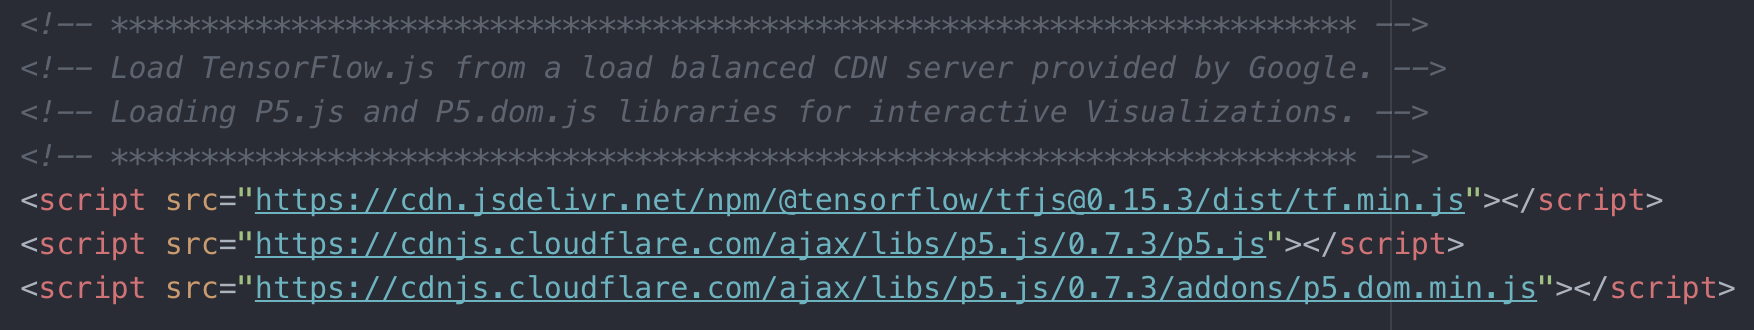 <!-- ********************************************************************* -->
<!-- Load TensorFlow.js from a load balanced CDN server provided by Google. -->
<!-- Loading P5.js and P5.dom.js libraries for interactive Visualizations. -->
<!-- ********************************************************************* -->
<script src="https://cdn.jsdelivr.net/npm/@tensorflow/tfjs@0.15.3/dist/tf.min.js"></script>
<script src="https://cdnjs.cloudflare.com/ajax/libs/p5.js/0.7.3/p5.js"></script>
<script src="https://cdnjs.cloudflare.com/ajax/libs/p5.js/0.7.3/addons/p5.dom.min.js"></script>